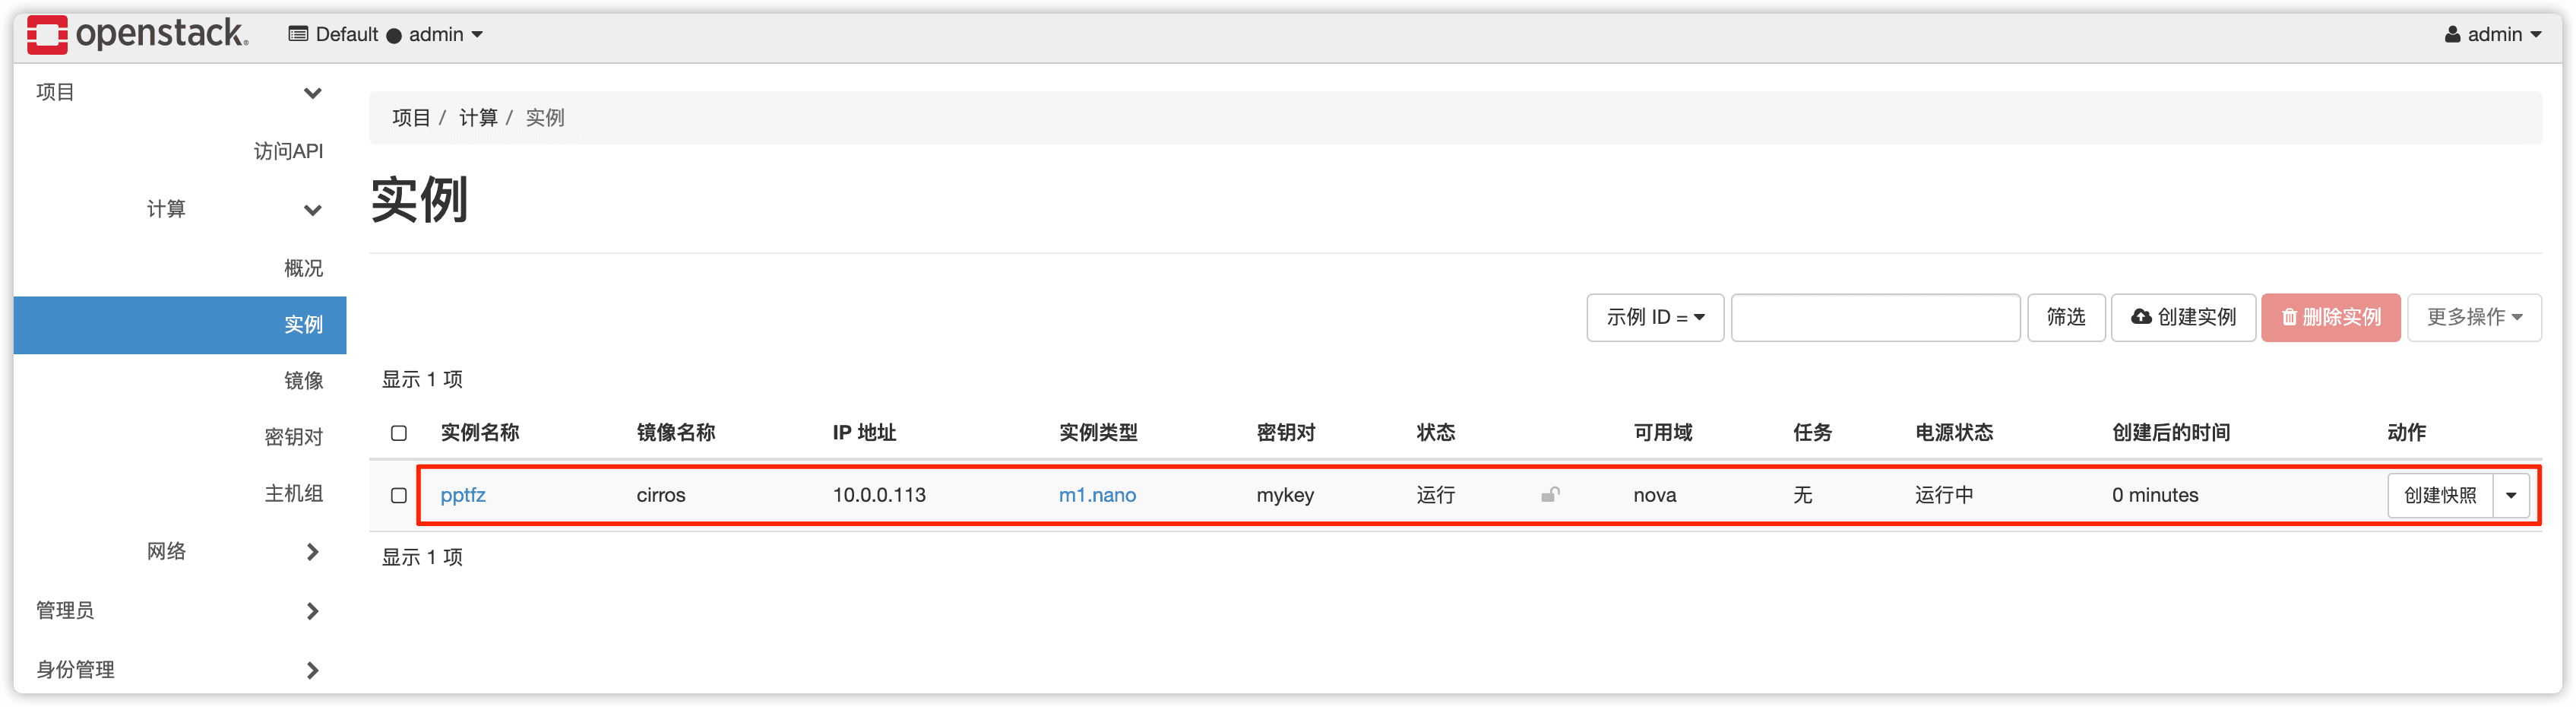 openstack. Default ● admin admin
项目
访问API
计算
概况
实例
镜像
密钥对
主机组
网络
管理员
身份管理
项目 / 计算 / 实例
实例
示例 ID = 筛选 创建实例 删除实例 更多操作
显示 1 项
实例名称 镜像名称 IP 地址 实例类型 密钥对 状态 可用域 任务 电源状态 创建后的时间 动作
pptfz cirros 10.0.0.113 m1.nano mykey 运行 nova 无 运行中 0 minutes 创建快照
显示 1 项